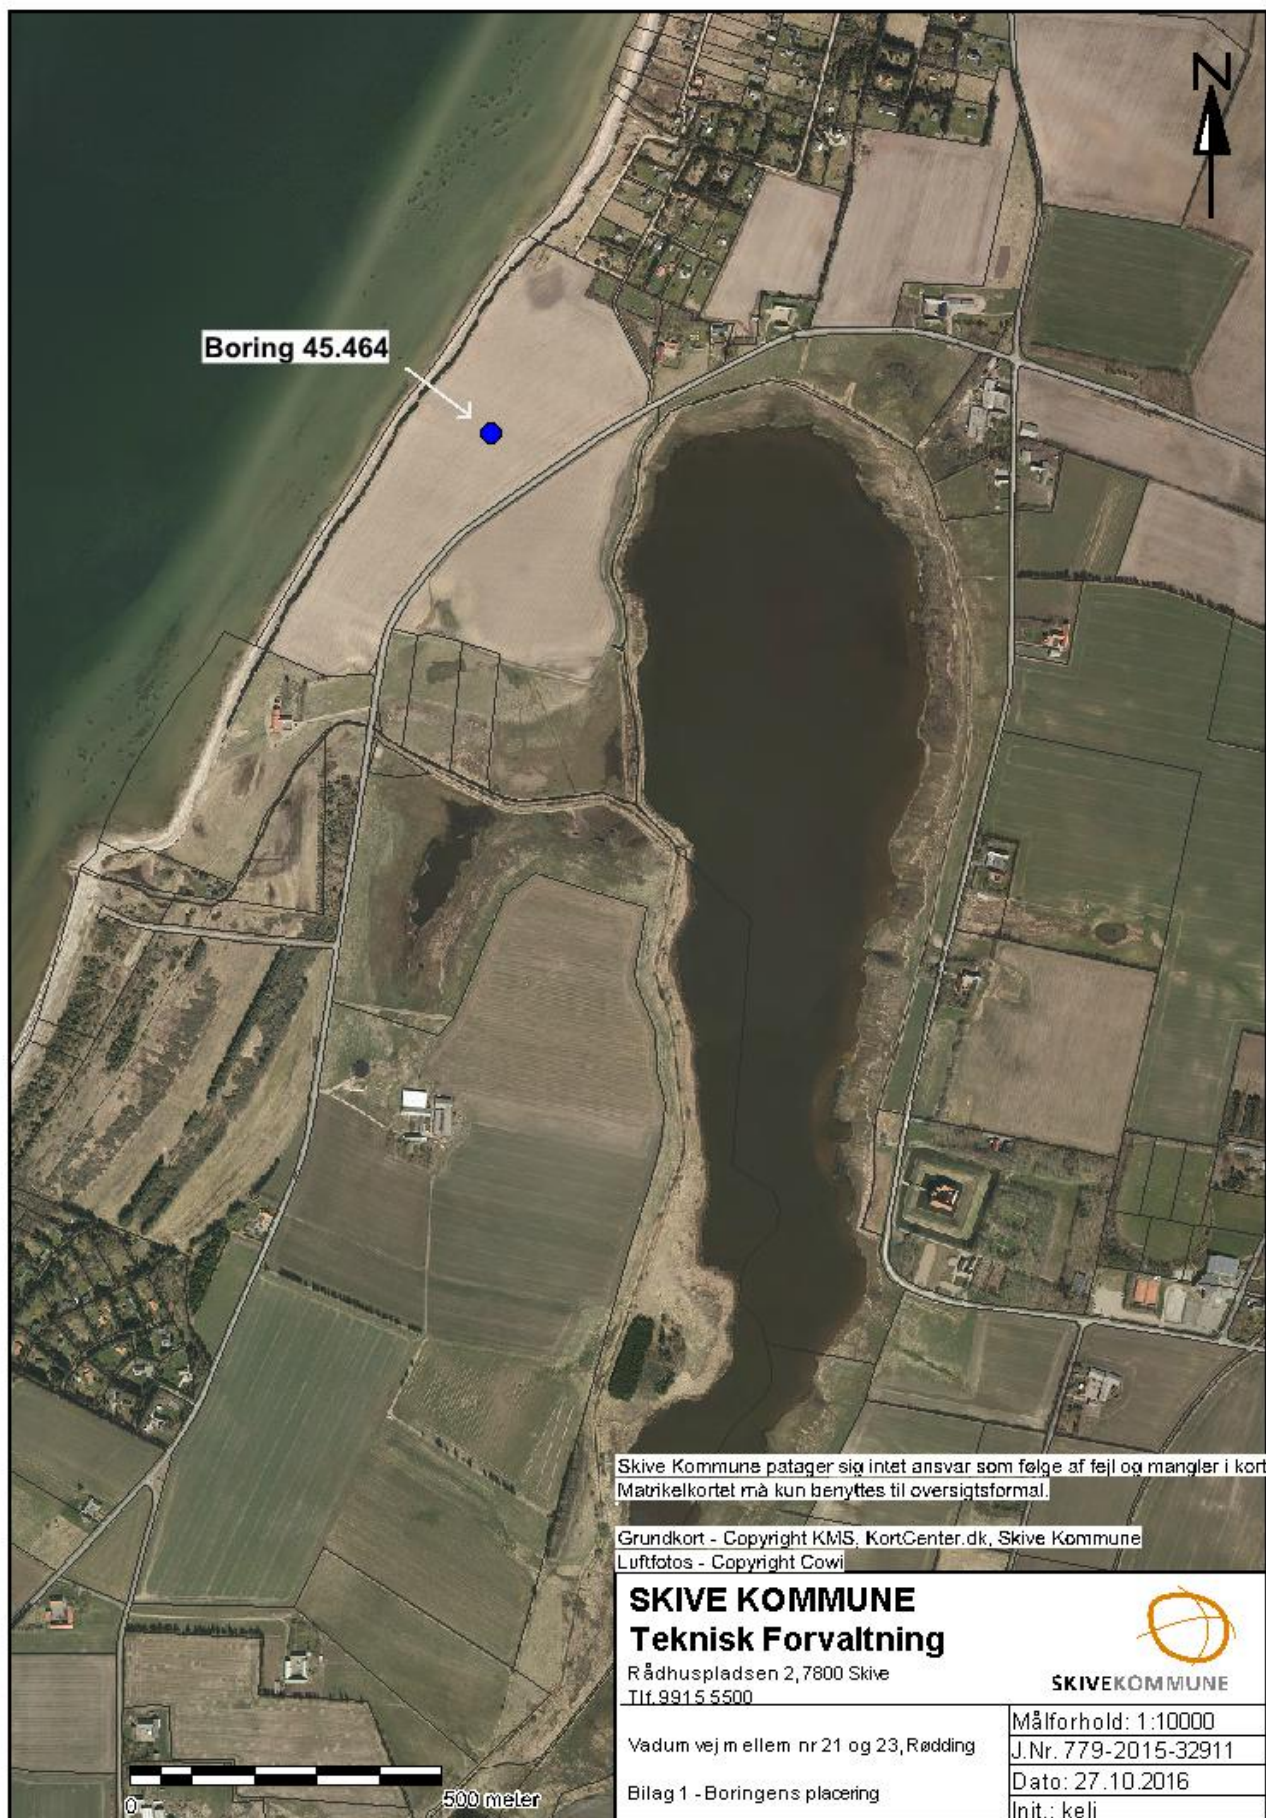 N
Boring 45.464
Skive Kommune påtager sig intet ansvar som følge af fejl og mangler i kort
Matrikelkortet må kun benyttes til oversigtsformål.
Grundkort - Copyright KMS, KortCenter.dk, Skive Kommune
Luftfotos - Copyright Cowi
SKIVE KOMMUNE
Teknisk Forvaltning
Rådhuspladsen 2, 7800 Skive
Tlf. 9915 5500
SKIVEKOMMUNE
Vadum vej mellem nr 21 og 23, Rødding
Bilag 1 - Boringens placering
Målforhold: 1:10000
J.Nr. 779-2015-32911
Dato: 27.10.2016
Init.: keli
0 500 meter